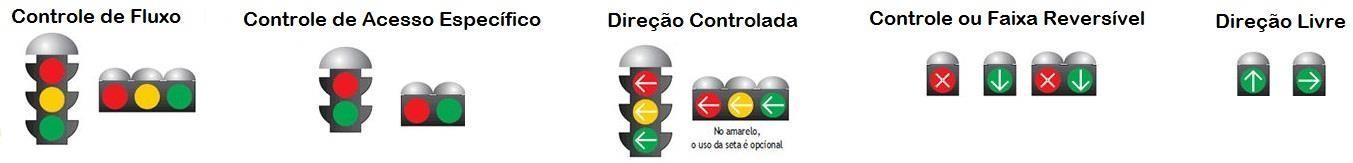 Controle de Fluxo
Controle de Acesso Específico
Direção Controlada
Controle ou Faixa Reversível
Direção Livre
No amarelo,
o uso da seta é opcional